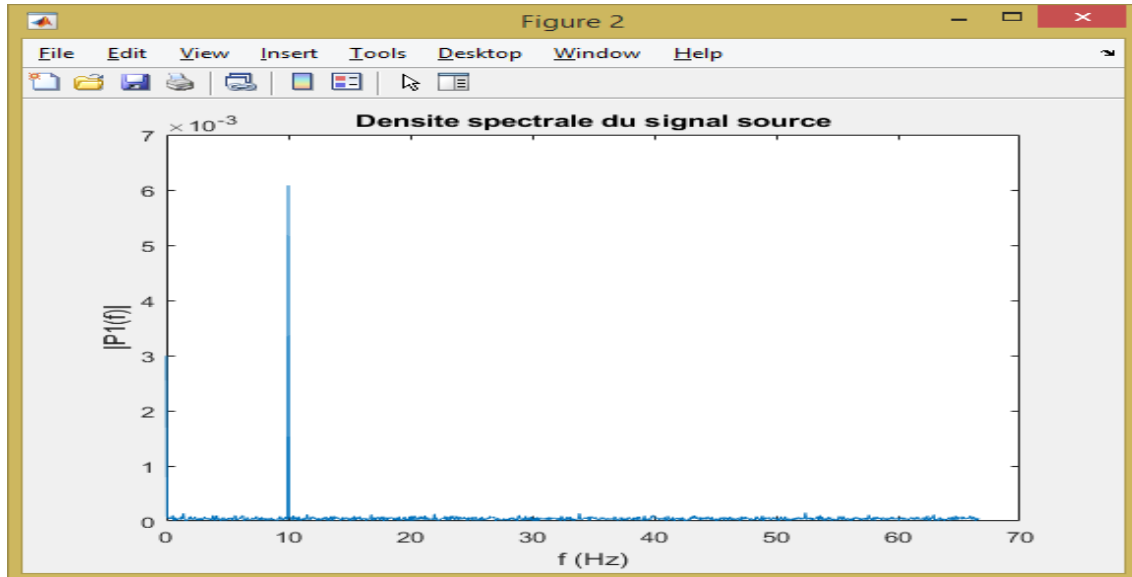 Figure 2
File Edit View Insert Tools Desktop Window Help
Densite spectrale du signal source
× 10-3
7
6
5
4
3
2
1
0
|P1(f)|
0 10 20 30 40 50 60 70
f (Hz)